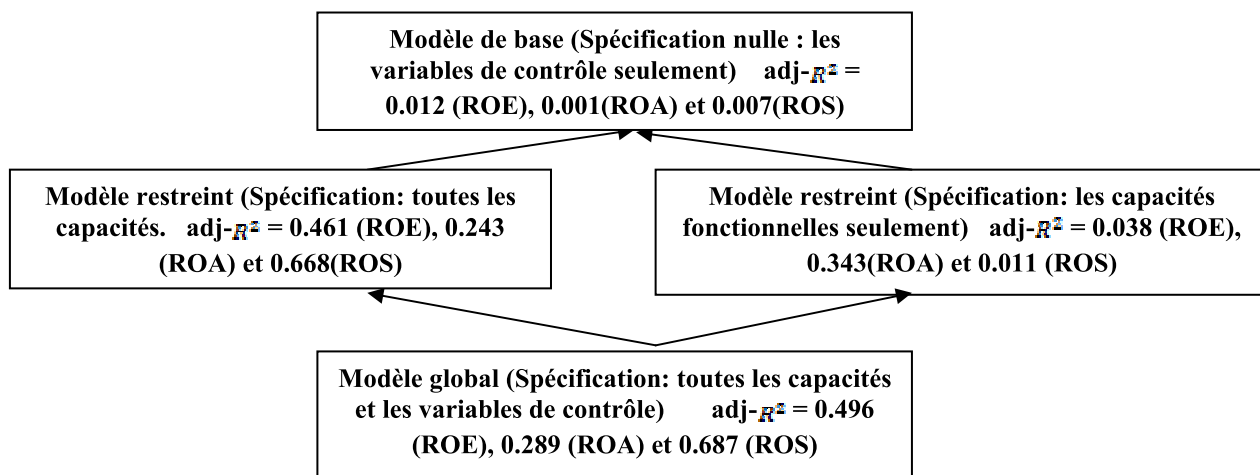 Modèle de base (Spécification nulle : les
variables de contrôle seulement) adj-R² =
0.012 (ROE), 0.001(ROA) et 0.007(ROS)
Modèle restreint (Spécification: toutes les
capacités. adj-R² = 0.461 (ROE), 0.243
(ROA) et 0.668(ROS)
Modèle restreint (Spécification: les capacités
fonctionnelles seulement) adj-R² = 0.038 (ROE),
0.343(ROA) et 0.011 (ROS)
Modèle global (Spécification: toutes les capacités
et les variables de contrôle) adj-R² = 0.496
(ROE), 0.289 (ROA) et 0.687 (ROS)